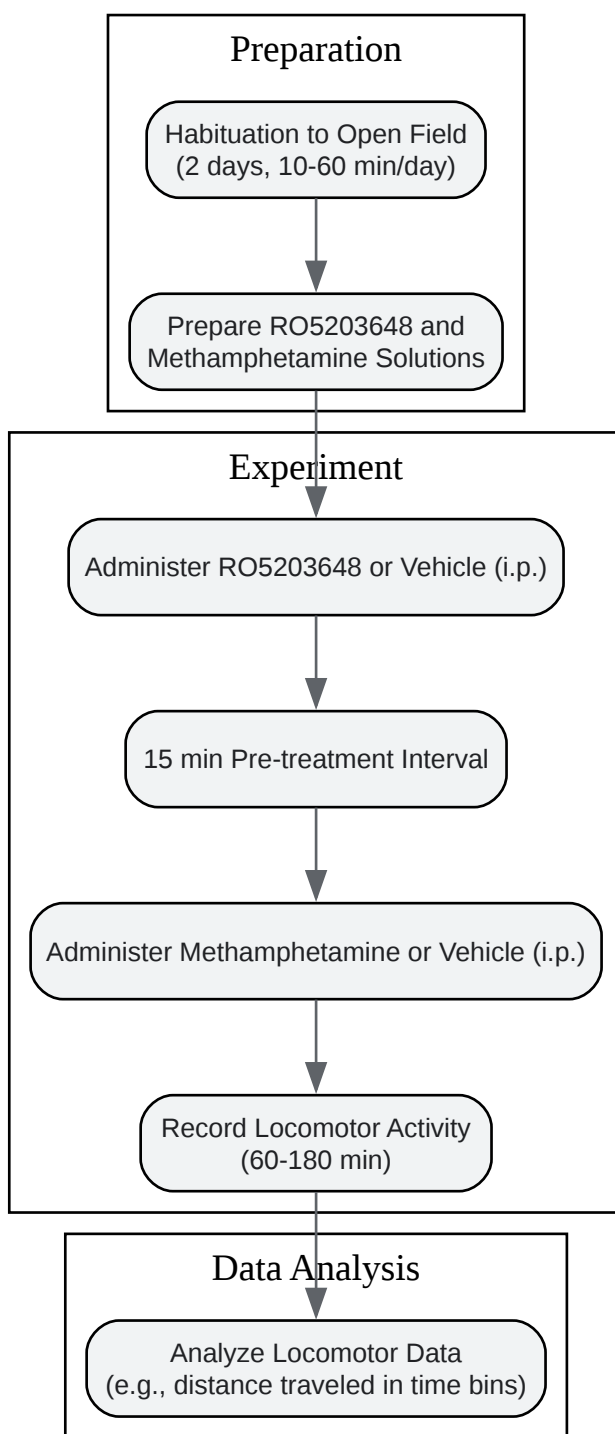 Preparation
Habituation to Open Field
(2 days, 10-60 min/day)
Prepare RO5203648 and
Methamphetamine Solutions
Experiment
Administer RO5203648 or Vehicle (i.p.)
15 min Pre-treatment Interval
Administer Methamphetamine or Vehicle (i.p.)
Record Locomotor Activity
(60-180 min)
Data Analysis
Analyze Locomotor Data
(e.g., distance traveled in time bins)